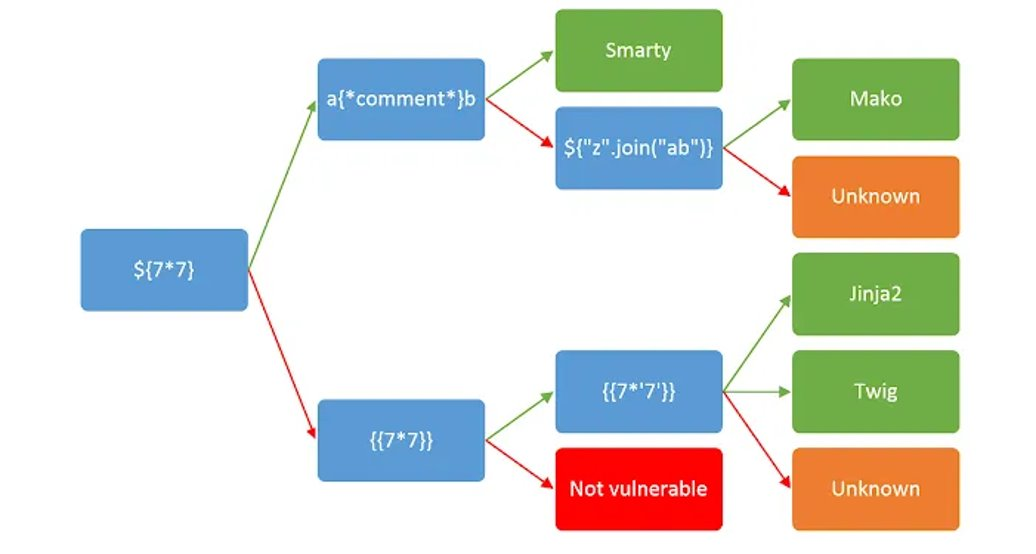 Smarty
a{*comment*}b
Mako
${"z".join("ab")}
Unknown
${7*7}
Jinja2
{{7*'7'}}
Twig
{{7*7}}
Not vulnerable
Unknown